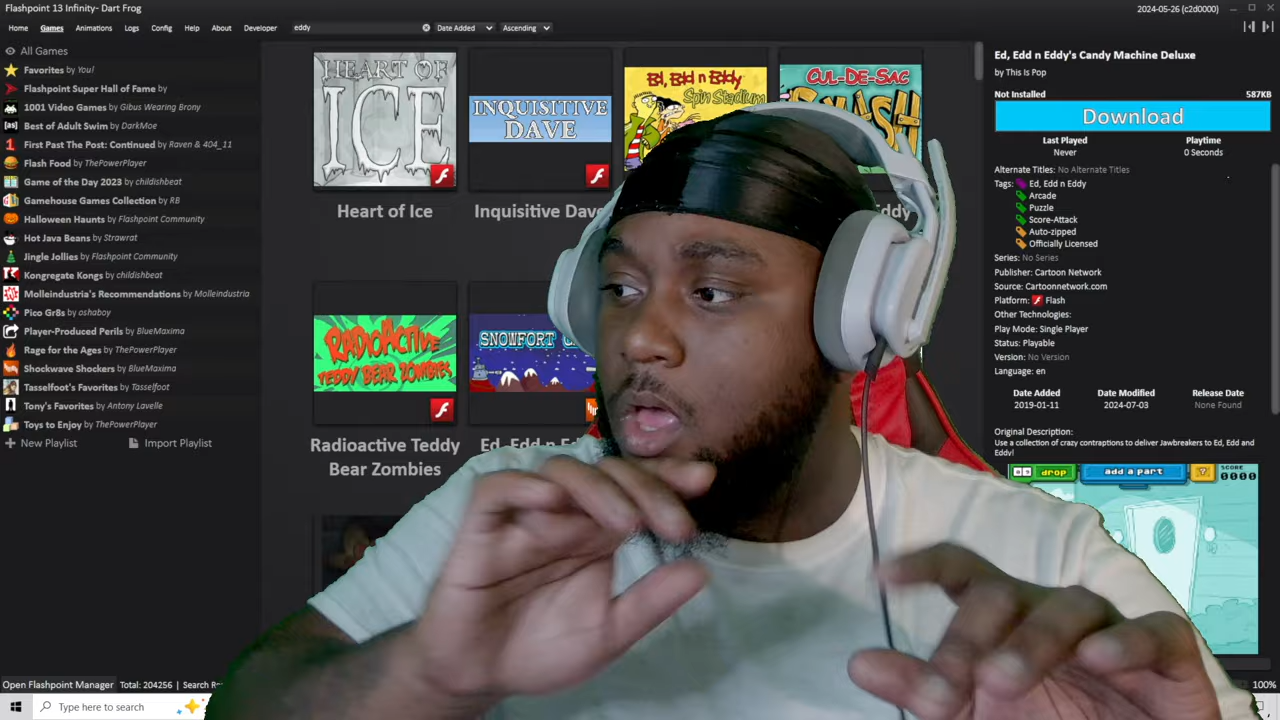 Flashpoint 13 Infinity- Dart Frog
2024-05-26 (c2d0000)
Home Games Animations Logs Config Help About Developer
eddy
Date Added
Ascending
All Games
Favorites by You!
Flashpoint Super Hall of Fame by
1001 Video Games by Gibus Wearing Brony
Best of Adult Swim by DarkMoe
First Past The Post: Continued by Raven & 404_11
Flash Food by ThePowerPlayer
Game of the Day 2023 by childishbeat
Gamehouse Games Collection by RB
Halloween Haunts by Flashpoint Community
Hot Java Beans by Strawrat
Jingle Jollies by Flashpoint Community
Kongregate Kongs by childishbeat
Molleindustria's Recommendations by Molleindustria
Pico Gr8s by oshaboy
Player-Produced Perils by BlueMaxima
Rage for the Ages by ThePowerPlayer
Shockwave Shockers by BlueMaxima
Tasselfoot's Favorites by Tasselfoot
Tony's Favorites by Antony Lavelle
Toys to Enjoy by ThePowerPlayer
New Playlist
Import Playlist
HEART OF
ICE
Heart of Ice
INQUISITIVE
DAVE
Inquisitive Dave
Ed, Edd n Eddy
Spin Stadium
CUL-DE-SAC
SMASH
RADIOACTIVE
TEDDY BEAR ZOMBIES
Radioactive Teddy
Bear Zombies
SNOWFORT
Ed, Edd n
Ed, Edd n Eddy's Candy Machine Deluxe
by This Is Pop
Not Installed
587KB
Download
Last Played
Never
Playtime
0 Seconds
Alternate Titles: No Alternate Titles
Tags: Ed, Edd n Eddy
Arcade
Puzzle
Score-Attack
Auto-zipped
Officially Licensed
Series: No Series
Publisher: Cartoon Network
Source: Cartoonnetwork.com
Platform: Flash
Other Technologies:
Play Mode: Single Player
Status: Playable
Version: No Version
Language: en
Date Added
2019-01-11
Date Modified
2024-07-03
Release Date
None Found
Original Description:
Use a collection of crazy contraptions to deliver Jawbreakers to Ed, Edd and
Eddy!
drop
add a part
?
SCORE
0000
Open Flashpoint Manager
Total: 204256
100%
Type here to search